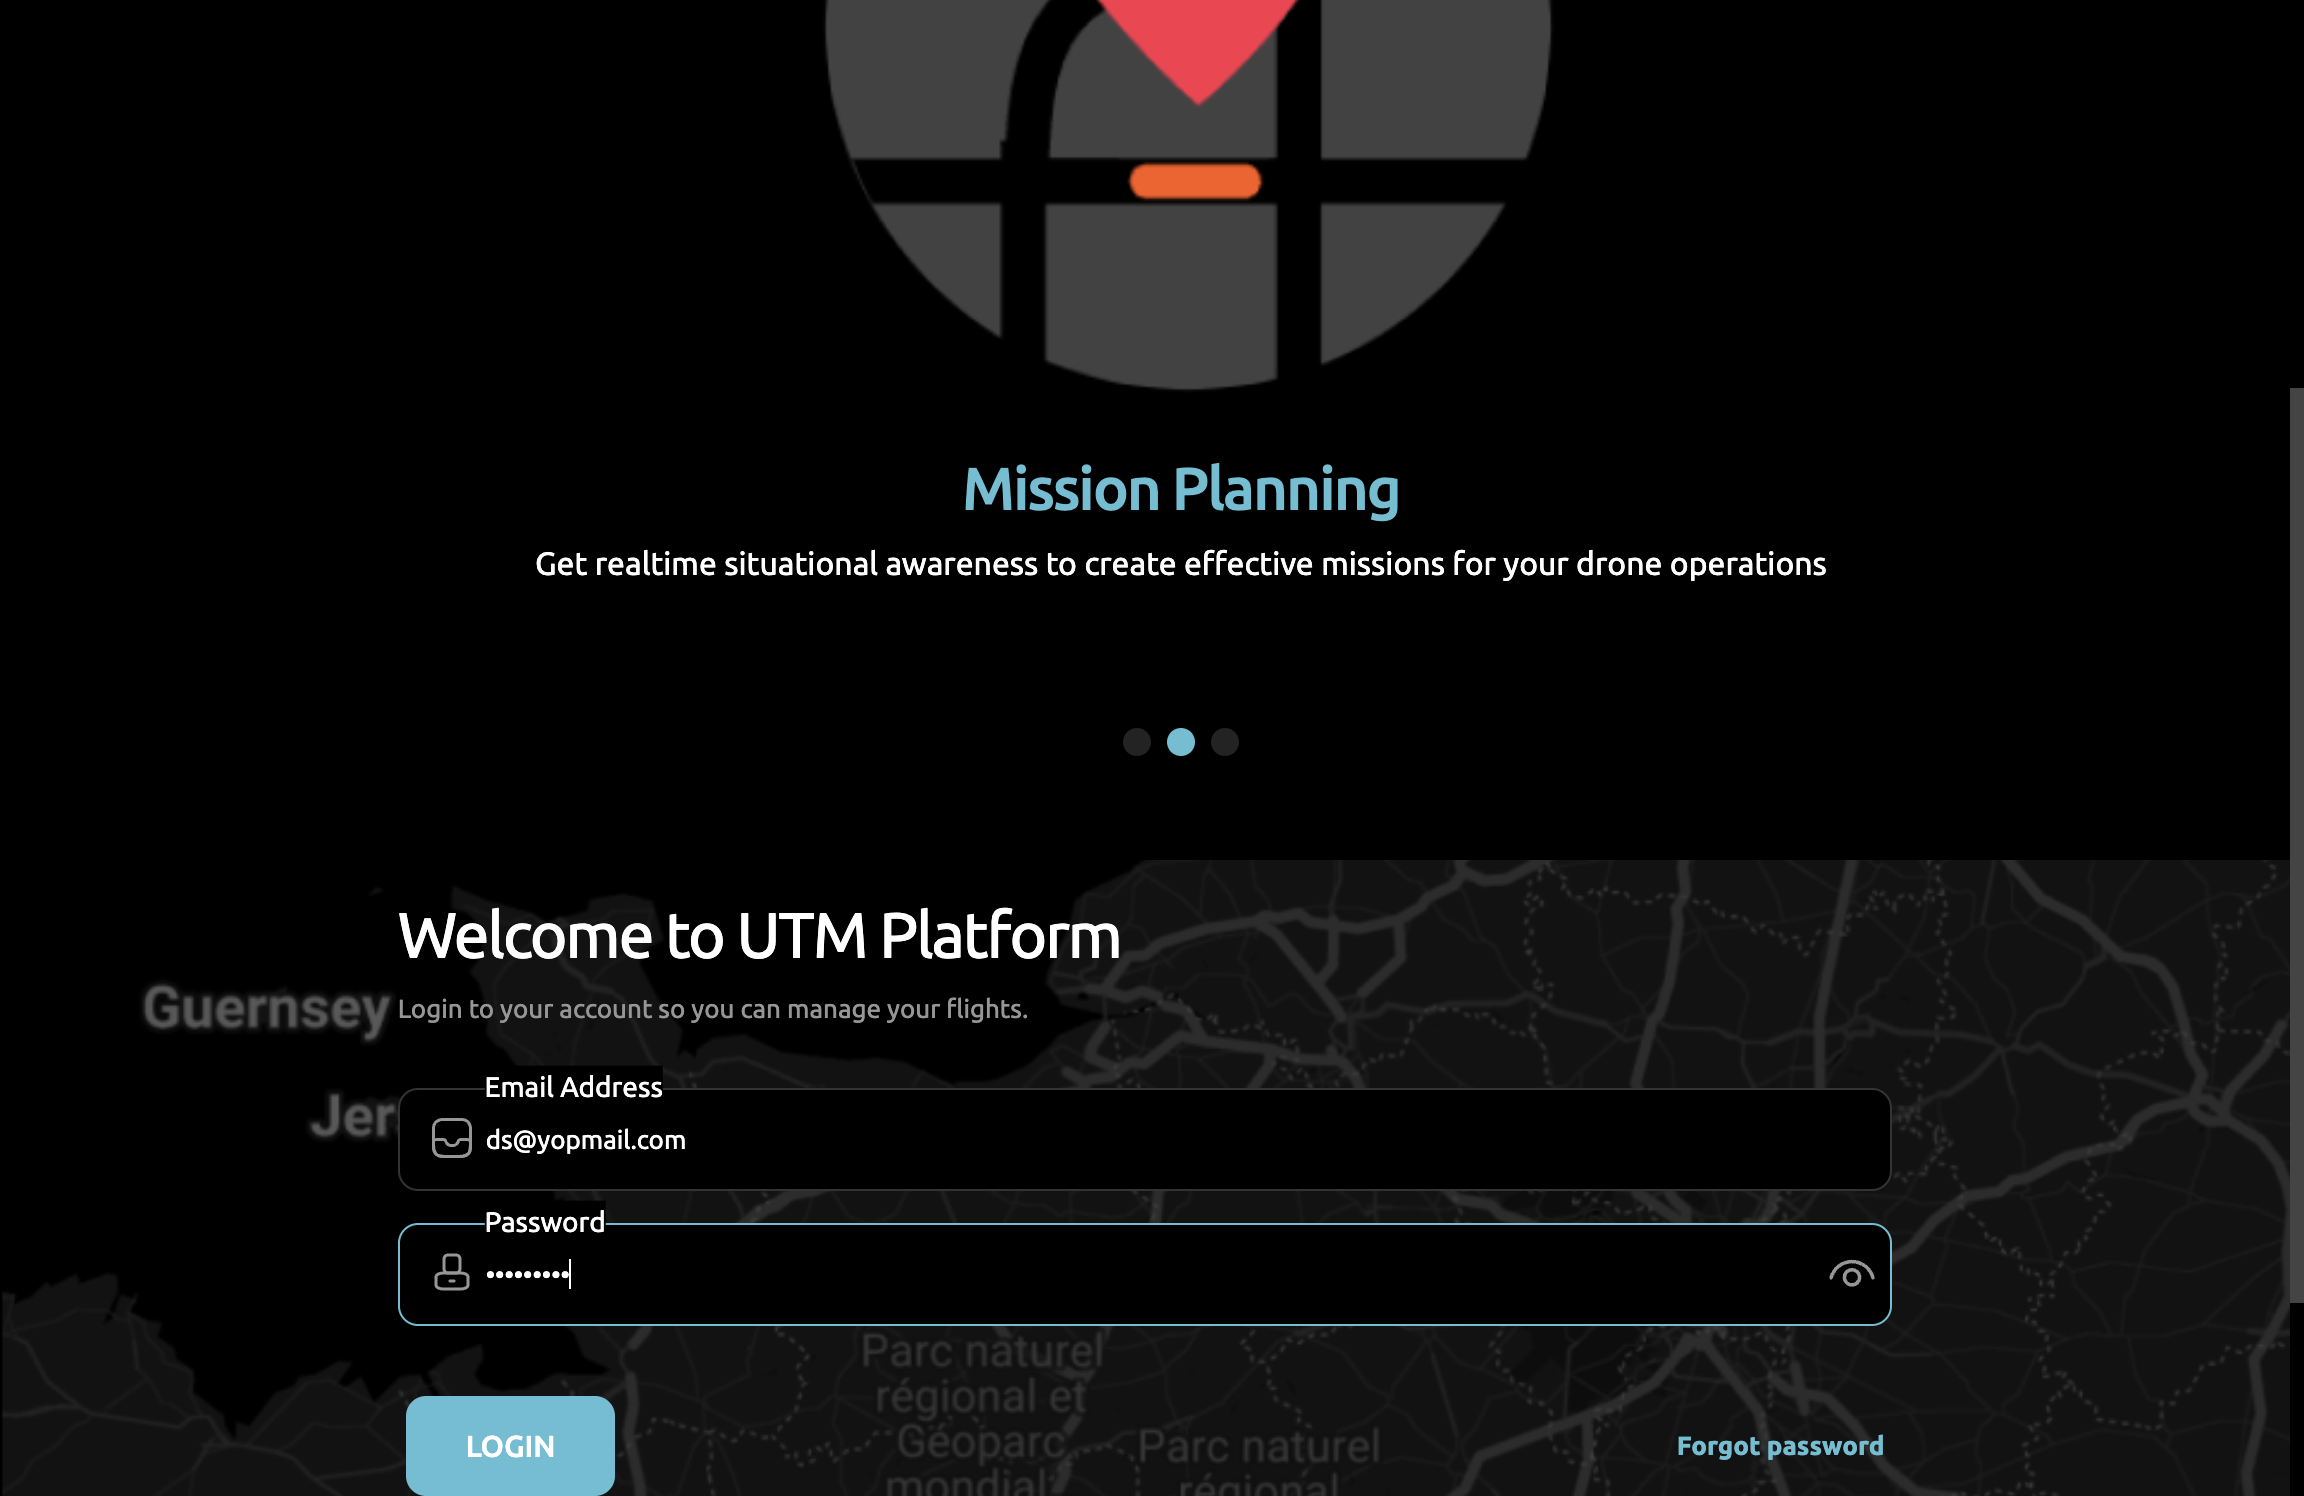 Mission Planning
Get realtime situational awareness to create effective missions for your drone operations
Welcome to UTM Platform
Guernsey
Login to your account so you can manage your flights.
Email Address
Jer
ds@yopmail.com
Password
•••••••••
Parc naturel
régional et
Géoparc
mondial
Parc naturel
régional
LOGIN
Forgot password